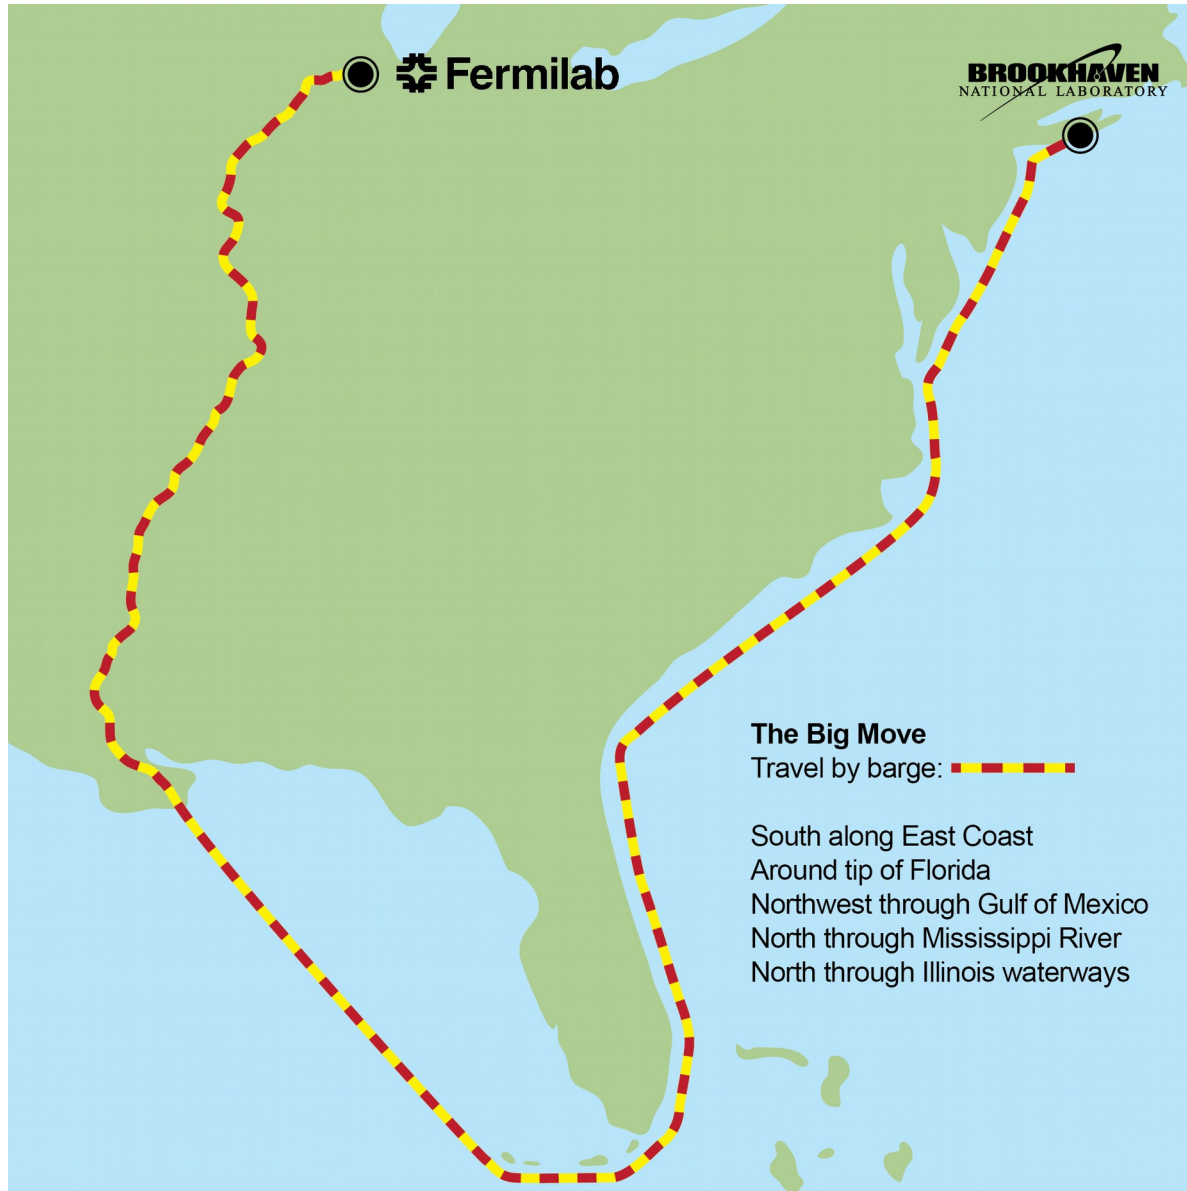 Fermilab
BROOKHAVEN
NATIONAL LABORATORY
The Big Move
Travel by barge:
South along East Coast
Around tip of Florida
Northwest through Gulf of Mexico
North through Mississippi River
North through Illinois waterways